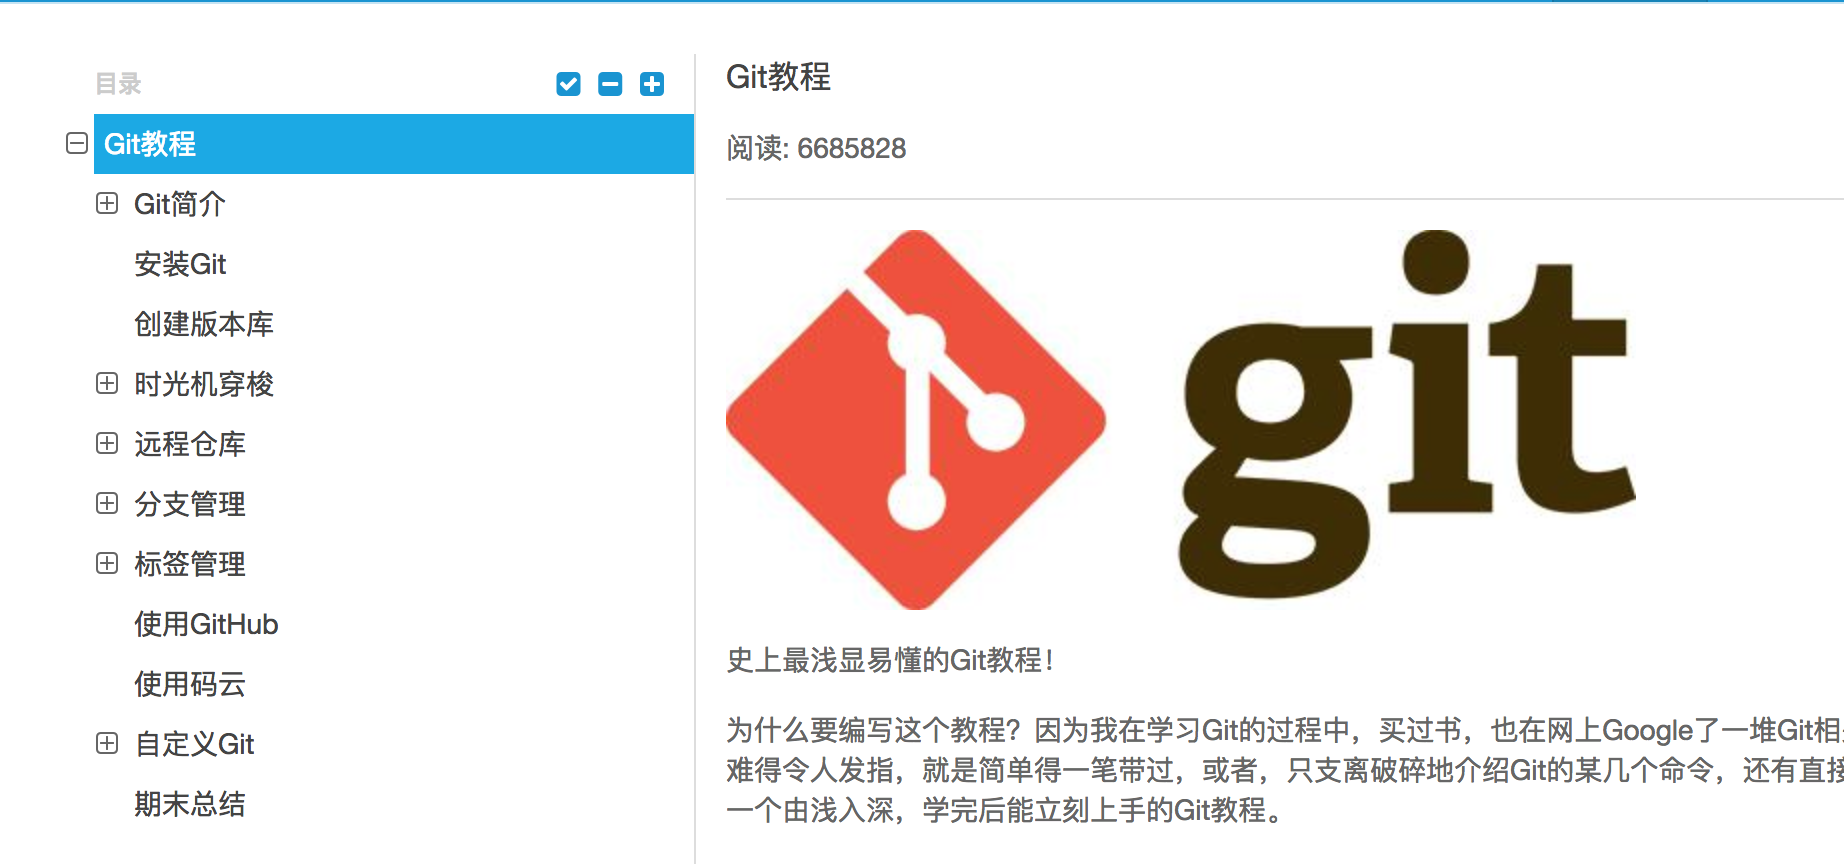 目录
Git教程
Git简介
安装Git
创建版本库
时光机穿梭
远程仓库
分支管理
标签管理
使用GitHub
使用码云
自定义Git
期末总结
Git教程
阅读: 6685828
git
史上最浅显易懂的Git教程！
为什么要编写这个教程？因为我在学习Git的过程中，买过书，也在网上Google了一堆Git相
难得令人发指，就是简单得一笔带过，或者，只支离破碎地介绍Git的某几个命令，还有直接
一个由浅入深，学完后能立刻上手的Git教程。